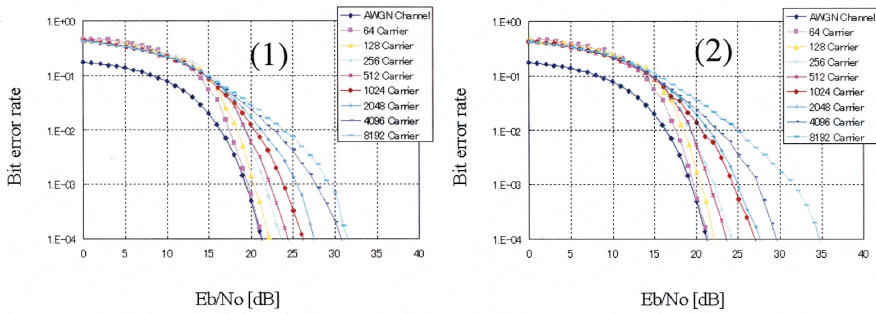 (1)
Bit error rate
1.E+00
1.E-01
1.E-02
1.E-03
1.E-04
0 5 10 15 20 25 30 35 40
Eb/No [dB]
AWGN Channel
64 Carrier
128 Carrier
256 Carrier
512 Carrier
1024 Carrier
2048 Carrier
4096 Carrier
8192 Carrier
(2)
Bit error rate
1.E+00
1.E-01
1.E-02
1.E-03
1.E-04
0 5 10 15 20 25 30 35 40
Eb/No [dB]
AWGN Channel
64 Carrier
128 Carrier
256 Carrier
512 Carrier
1024 Carrier
2048 Carrier
4096 Carrier
8192 Carrier